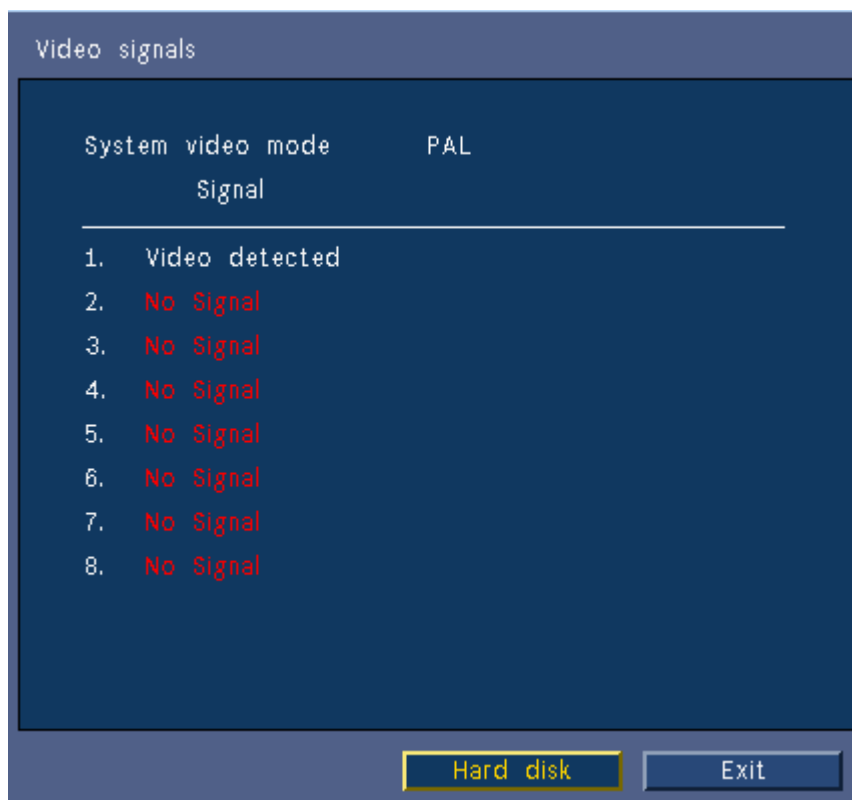 Video signals
System video mode PAL
Signal
1. Video detected
2. No Signal
3. No Signal
4. No Signal
5. No Signal
6. No Signal
7. No Signal
8. No Signal
Hard disk Exit